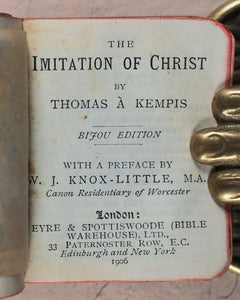 THE
IMITATION OF CHRIST
BY
THOMAS À KEMPIS
BIJOU EDITION
WITH A PREFACE BY
W. J. KNOX-LITTLE, M.A.
Canon Residentiary of Worcester
London:
EYRE & SPOTTISWOODE (BIBLE
WAREHOUSE), LTD.,
33 PATERNOSTER ROW, E.C.
Edinburgh and New York
1906